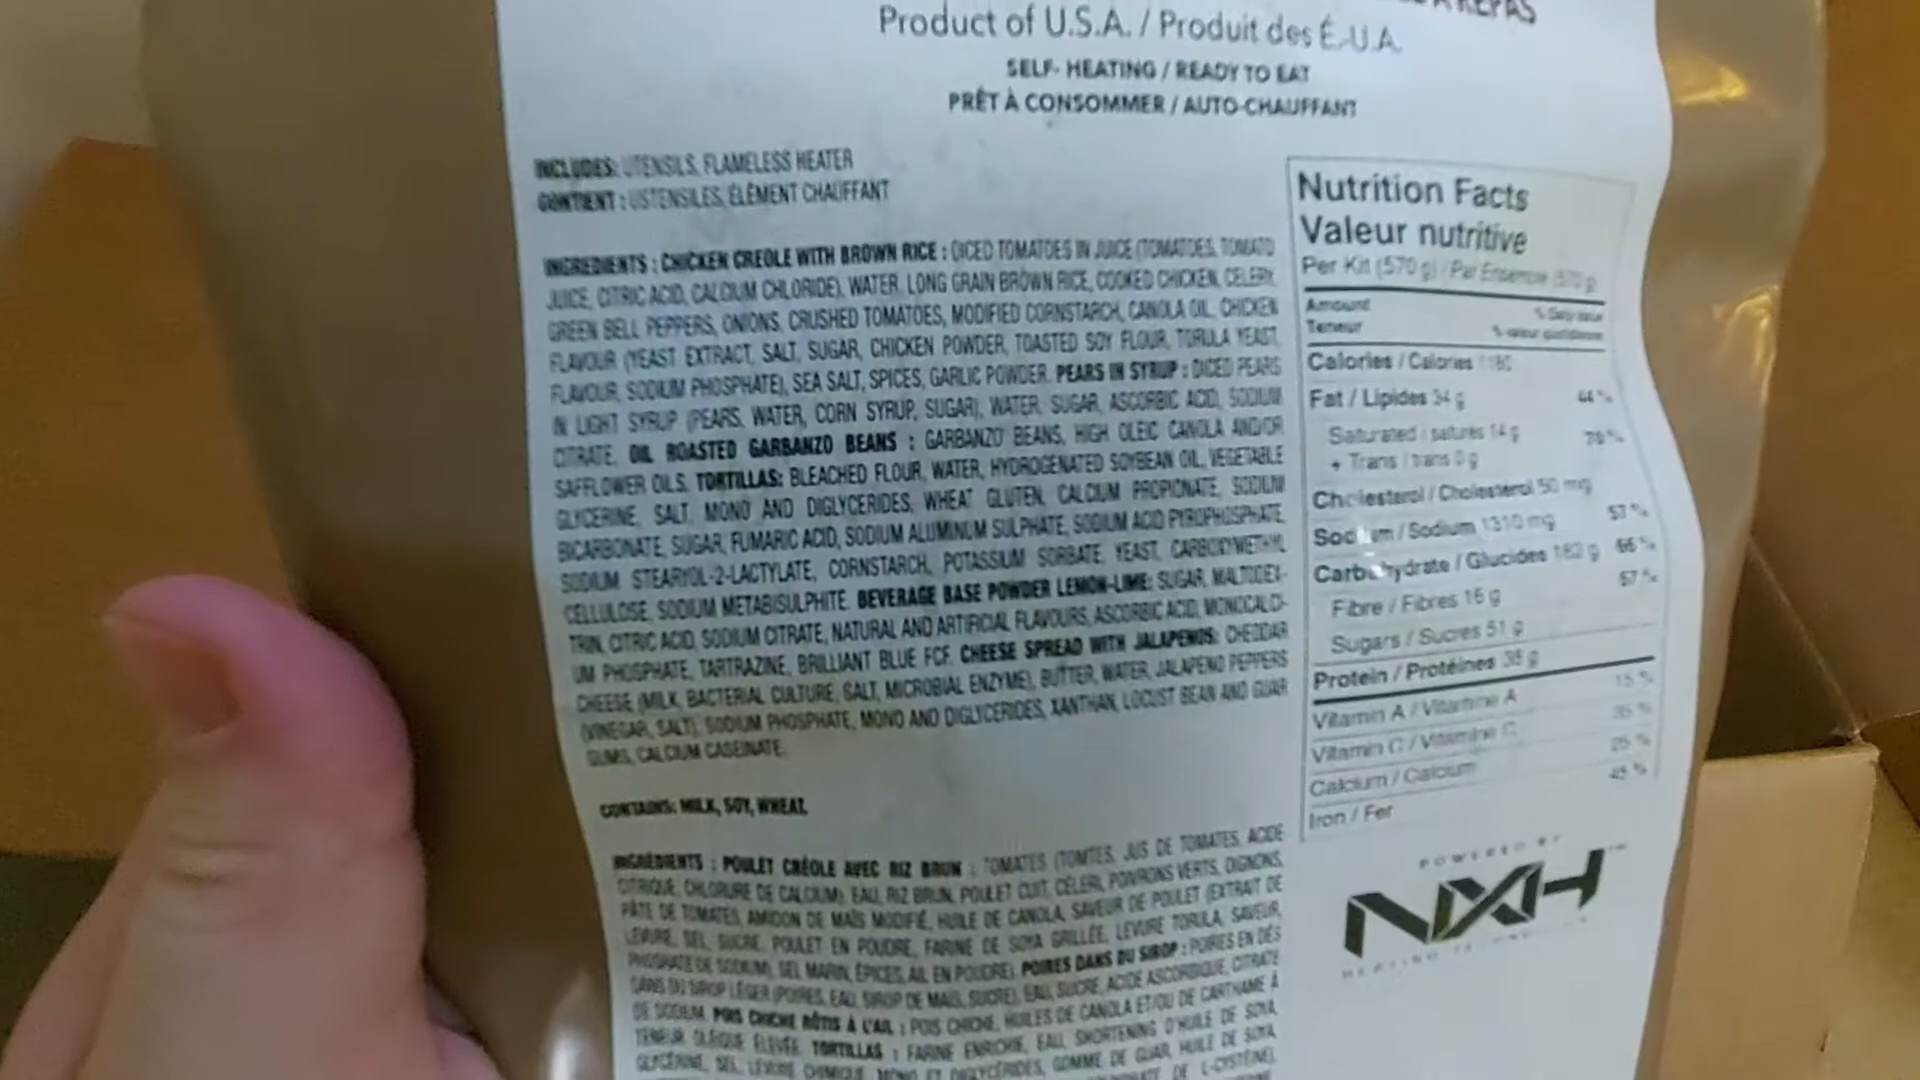 À REPAS
Product of U.S.A. / Produit des É.-U.A.
SELF- HEATING / READY TO EAT
PRÊT À CONSOMMER / AUTO-CHAUFFANT
INCLUDES: UTENSILS, FLAMELESS HEATER
CONTIENT : USTENSILES, ÉLÉMENT CHAUFFANT
INGREDIENTS : CHICKEN CREOLE WITH BROWN RICE : DICED TOMATOES IN JUICE (TOMATOES, TOMATO
JUICE, CITRIC ACID, CALCIUM CHLORIDE), WATER, LONG GRAIN BROWN RICE, COOKED CHICKEN, CELERY,
GREEN BELL PEPPERS, ONIONS, CRUSHED TOMATOES, MODIFIED CORNSTARCH, CANOLA OIL, CHICKEN
FLAVOUR (YEAST EXTRACT, SALT, SUGAR, CHICKEN POWDER, TOASTED SOY FLOUR, TORULA YEAST,
FLAVOUR, SODIUM PHOSPHATE), SEA SALT, SPICES, GARLIC POWDER. PEARS IN SYRUP : DICED PEARS
IN LIGHT SYRUP (PEARS, WATER, CORN SYRUP, SUGAR), WATER, SUGAR, ASCORBIC ACID, SODIUM
CITRATE. OIL ROASTED GARBANZO BEANS : GARBANZO BEANS, HIGH OLEIC CANOLA AND/OR
SAFFLOWER OILS. TORTILLAS: BLEACHED FLOUR, WATER, HYDROGENATED SOYBEAN OIL, VEGETABLE
GLYCERINE, SALT, MONO AND DIGLYCERIDES, WHEAT GLUTEN, CALCIUM PROPIONATE, SODIUM
BICARBONATE, SUGAR, FUMARIC ACID, SODIUM ALUMINUM SULPHATE, SODIUM ACID PYROPHOSPHATE,
SODIUM STEARYOL-2-LACTYLATE, CORNSTARCH, POTASSIUM SORBATE, YEAST, CARBOXYMETHYL
CELLULOSE, SODIUM METABISULPHITE. BEVERAGE BASE POWDER LEMON-LIME: SUGAR, MALTODEX-
TRIN, CITRIC ACID, SODIUM CITRATE, NATURAL AND ARTIFICIAL FLAVOURS, ASCORBIC ACID, MONOCALCI-
UM PHOSPHATE, TARTRAZINE, BRILLIANT BLUE FCF. CHEESE SPREAD WITH JALAPENOS: CHEDDAR
CHEESE (MILK, BACTERIAL CULTURE, SALT, MICROBIAL ENZYME), BUTTER, WATER, JALAPENO PEPPERS
(VINEGAR, SALT), SODIUM PHOSPHATE, MONO AND DIGLYCERIDES, XANTHAN, LOCUST BEAN AND GUAR
GUMS, CALCIUM CASEINATE.
CONTAINS: MILK, SOY, WHEAT.
INGRÉDIENTS : POULET CRÉOLE AVEC RIZ BRUN : TOMATES (TOMTES, JUS DE TOMATES, ACIDE
CITRIQUE, CHLORURE DE CALCIUM), EAU, RIZ BRUN, POULET CUIT, CÉLERI, POIVRONS VERTS, OIGNONS,
PÂTE DE TOMATES, AMIDON DE MAÏS MODIFIÉ, HUILE DE CANOLA, SAVEUR DE POULET (EXTRAIT DE
LEVURE, SEL, SUCRE, POULET EN POUDRE, FARINE DE SOYA GRILLÉE, LEVURE TORULA, SAVEUR,
PHOSPHATE DE SODIUM), SEL MARIN, ÉPICES, AIL EN POUDRE). POIRES DANS DU SIROP : POIRES EN DÉS
DANS DU SIROP LÉGER (POIRES, EAU, SIROP DE MAÏS, SUCRE), EAU, SUCRE, ACIDE ASCORBIQUE, CITRATE
DE SODIUM. POIS CHICHE RÔTIS À L'AIL : POIS CHICHE, HUILES DE CANOLA ET/OU DE CARTHAME À
TENEUR OLÉIQUE ÉLEVÉE. TORTILLAS : FARINE ENRICHIE, EAU, SHORTENING D'HUILE DE SOYA,
GLYCÉRINE, SEL, LEVURE CHIMIQUE, MONO ET DIGLYCÉRIDES, GOMME DE GUAR, HUILE DE SOYA,
DE L-CYSTÉINE)
Nutrition Facts
Valeur nutritive
Per Kit (570 g) / Par Ensemble (570 g)
Amount
Teneur
% Daily value
% valeur quotidienne
Calories / Calories 1180
Fat / Lipides 34 g 44 %
Saturated / saturés 14 g 70 %
+ Trans / trans 0 g
Cholesterol / Cholestérol 50 mg
Sodium / Sodium 1310 mg 57 %
Carbohydrate / Glucides 182 g 66 %
Fibre / Fibres 16 g 57 %
Sugars / Sucres 51 g
Protein / Protéines 35 g
Vitamin A / Vitamine A 15 %
Vitamin C / Vitamine C
Calcium / Calcium
Iron / Fer 45 %
POWERED BY
NXH
HEATING